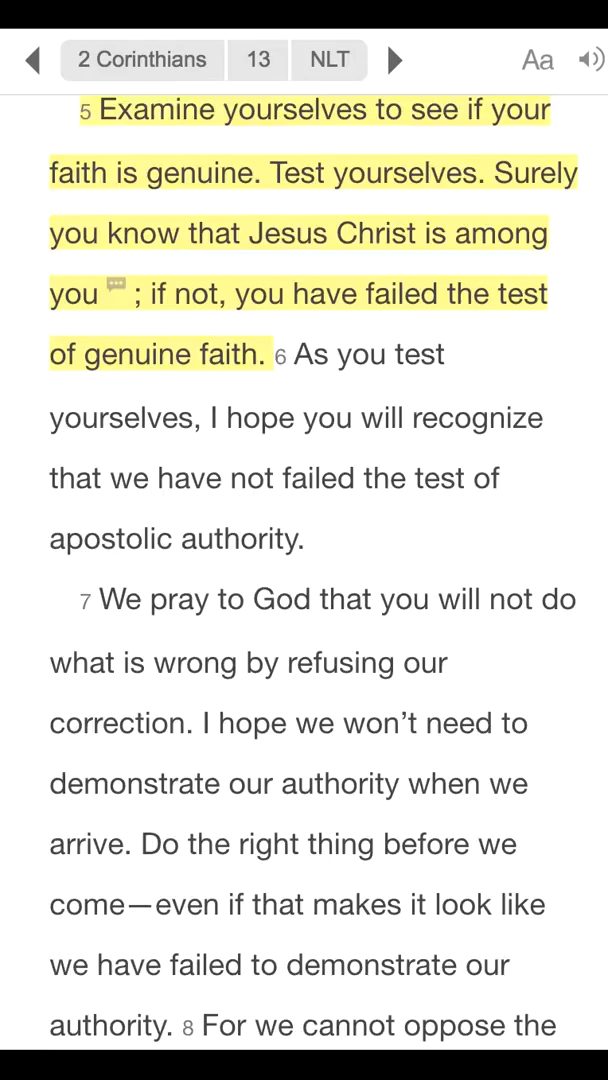 2 Corinthians 13 NLT Aa
5 Examine yourselves to see if your
faith is genuine. Test yourselves. Surely
you know that Jesus Christ is among
you ; if not, you have failed the test
of genuine faith. 6 As you test
yourselves, I hope you will recognize
that we have not failed the test of
apostolic authority.
7 We pray to God that you will not do
what is wrong by refusing our
correction. I hope we won’t need to
demonstrate our authority when we
arrive. Do the right thing before we
come—even if that makes it look like
we have failed to demonstrate our
authority. 8 For we cannot oppose the